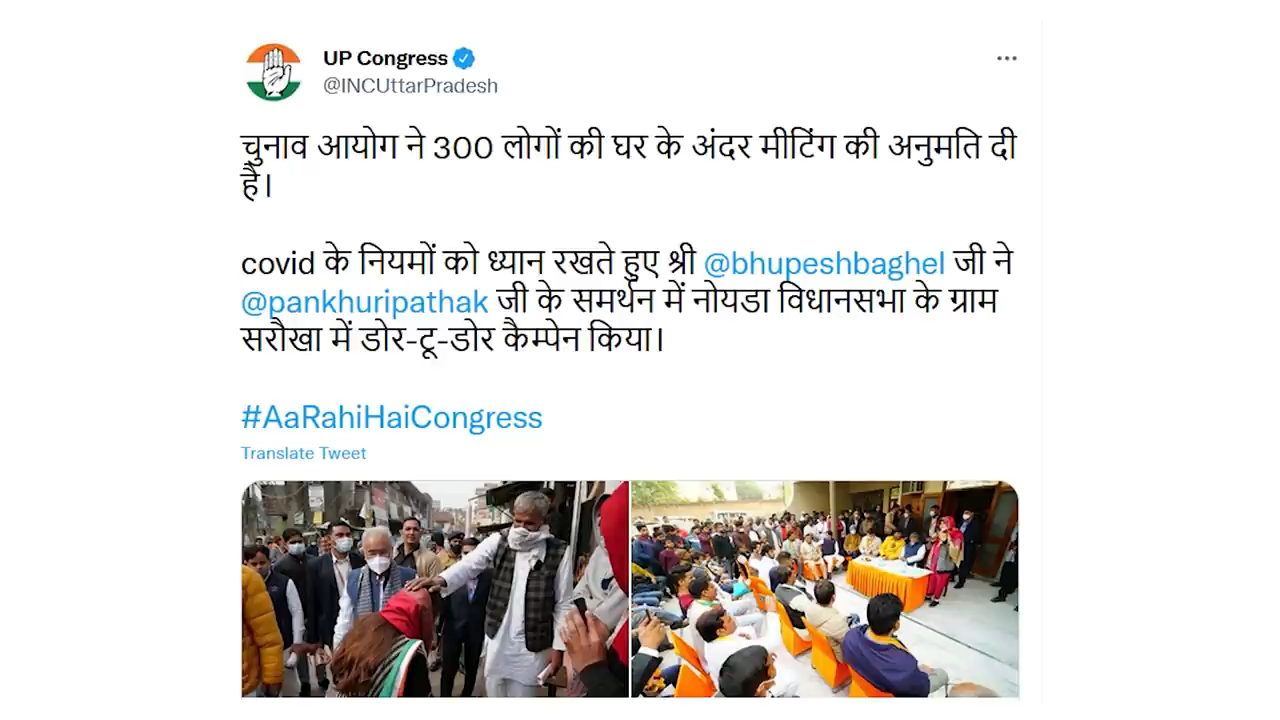 UP Congress
@INCUttarPradesh
चुनाव आयोग ने 300 लोगों की घर के अंदर मीटिंग की अनुमति दी
है।
covid के नियमों को ध्यान रखते हुए श्री @bhupeshbaghel जी ने
@pankhuripathak जी के समर्थन में नोयडा विधानसभा के ग्राम
सरौखा में डोर-टू-डोर कैम्पेन किया।
#AaRahiHaiCongress
Translate Tweet